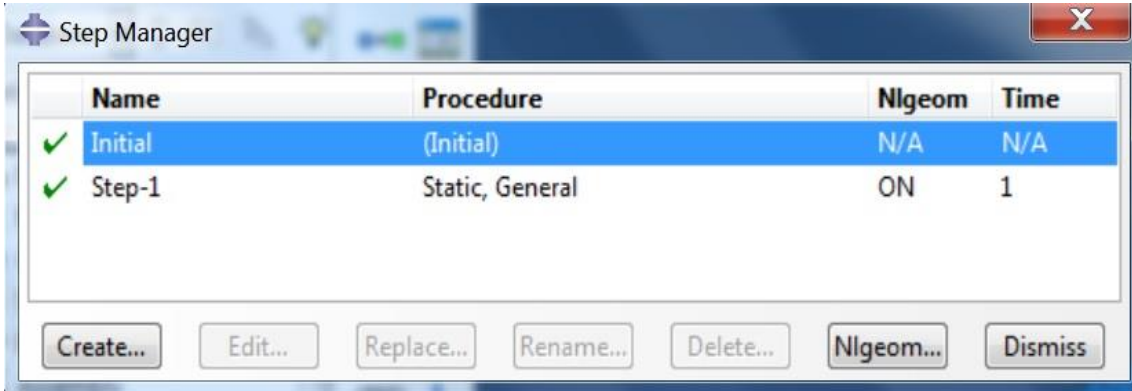 Step Manager
X
Name Procedure Nlgeom Time
Initial (Initial) N/A N/A
Step-1 Static, General ON 1
Create... Edit... Replace... Rename... Delete... Nlgeom... Dismiss